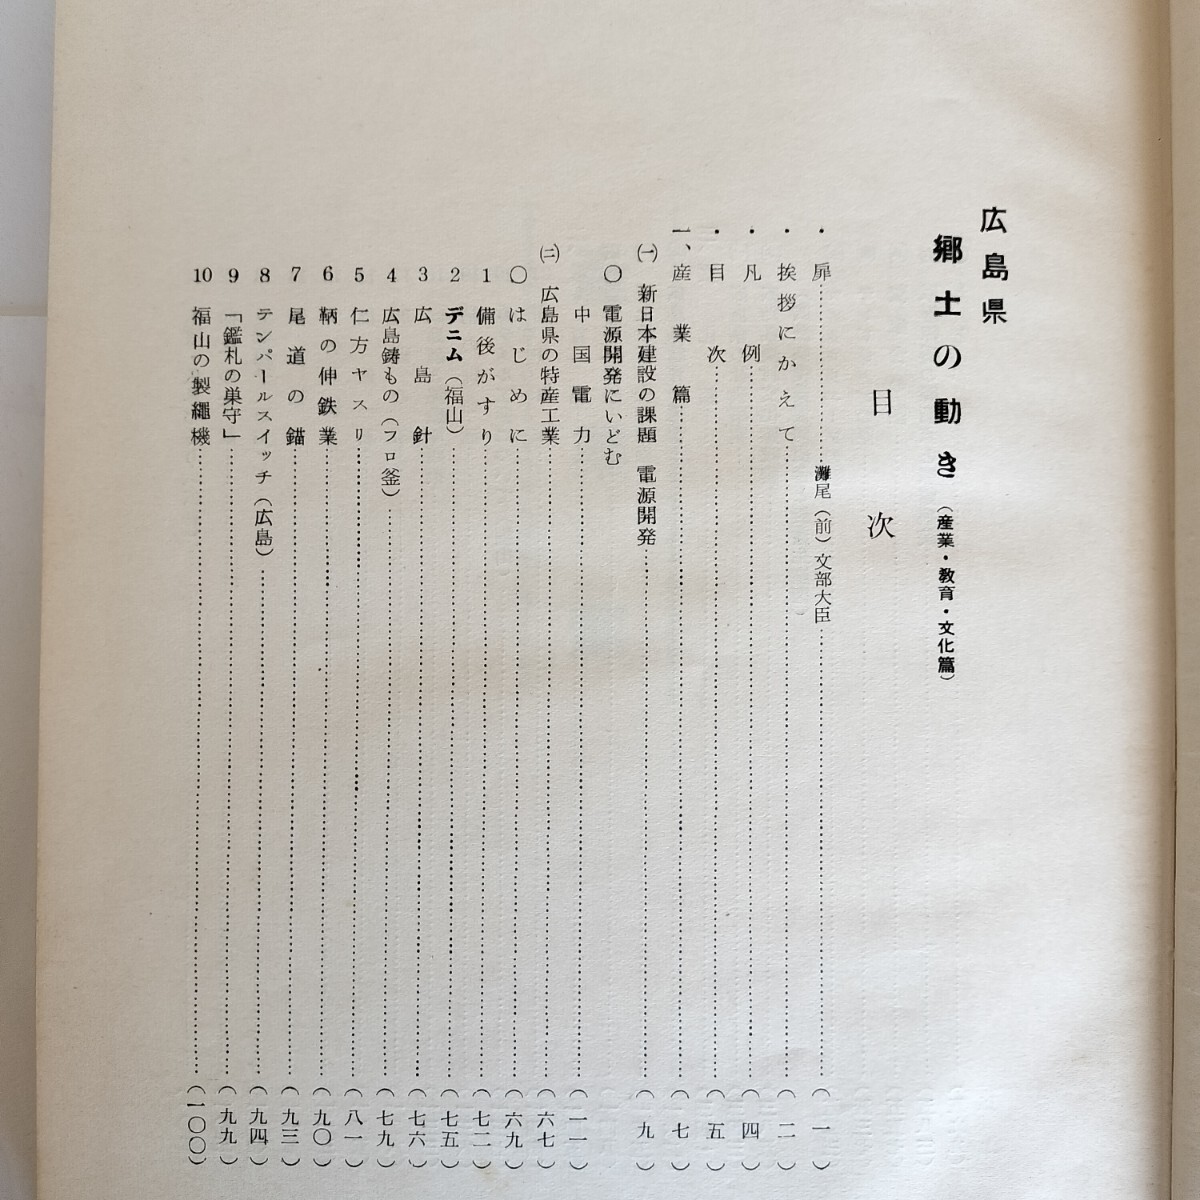 広島県
郷土の動き（産業・教育・文化篇）
目次
・扉……灘尾（前）文部大臣……（一）
・挨拶にかえて……（二）
・凡例……（四）
・目次……（五）
一、産業篇……（七）
㈠ 新日本建設の課題 電源開発……（九）
〇 電源開発にいどむ
中国電力……（一一）
㈡ 広島県の特産工業……（六七）
〇 はじめに……（六九）
1 備後がすり……（七二）
2 デニム（福山）……（七五）
3 広島針……（七六）
4 広島鋳もの（フロ釜）……（七九）
5 仁方ヤスリ……（八一）
6 鞆の伸鉄業……（九〇）
7 尾道の錨……（九三）
8 テンパールスイッチ（広島）……（九四）
9 「鑑札の巣守」……（九九）
10 福山の製縄機……（一〇〇）